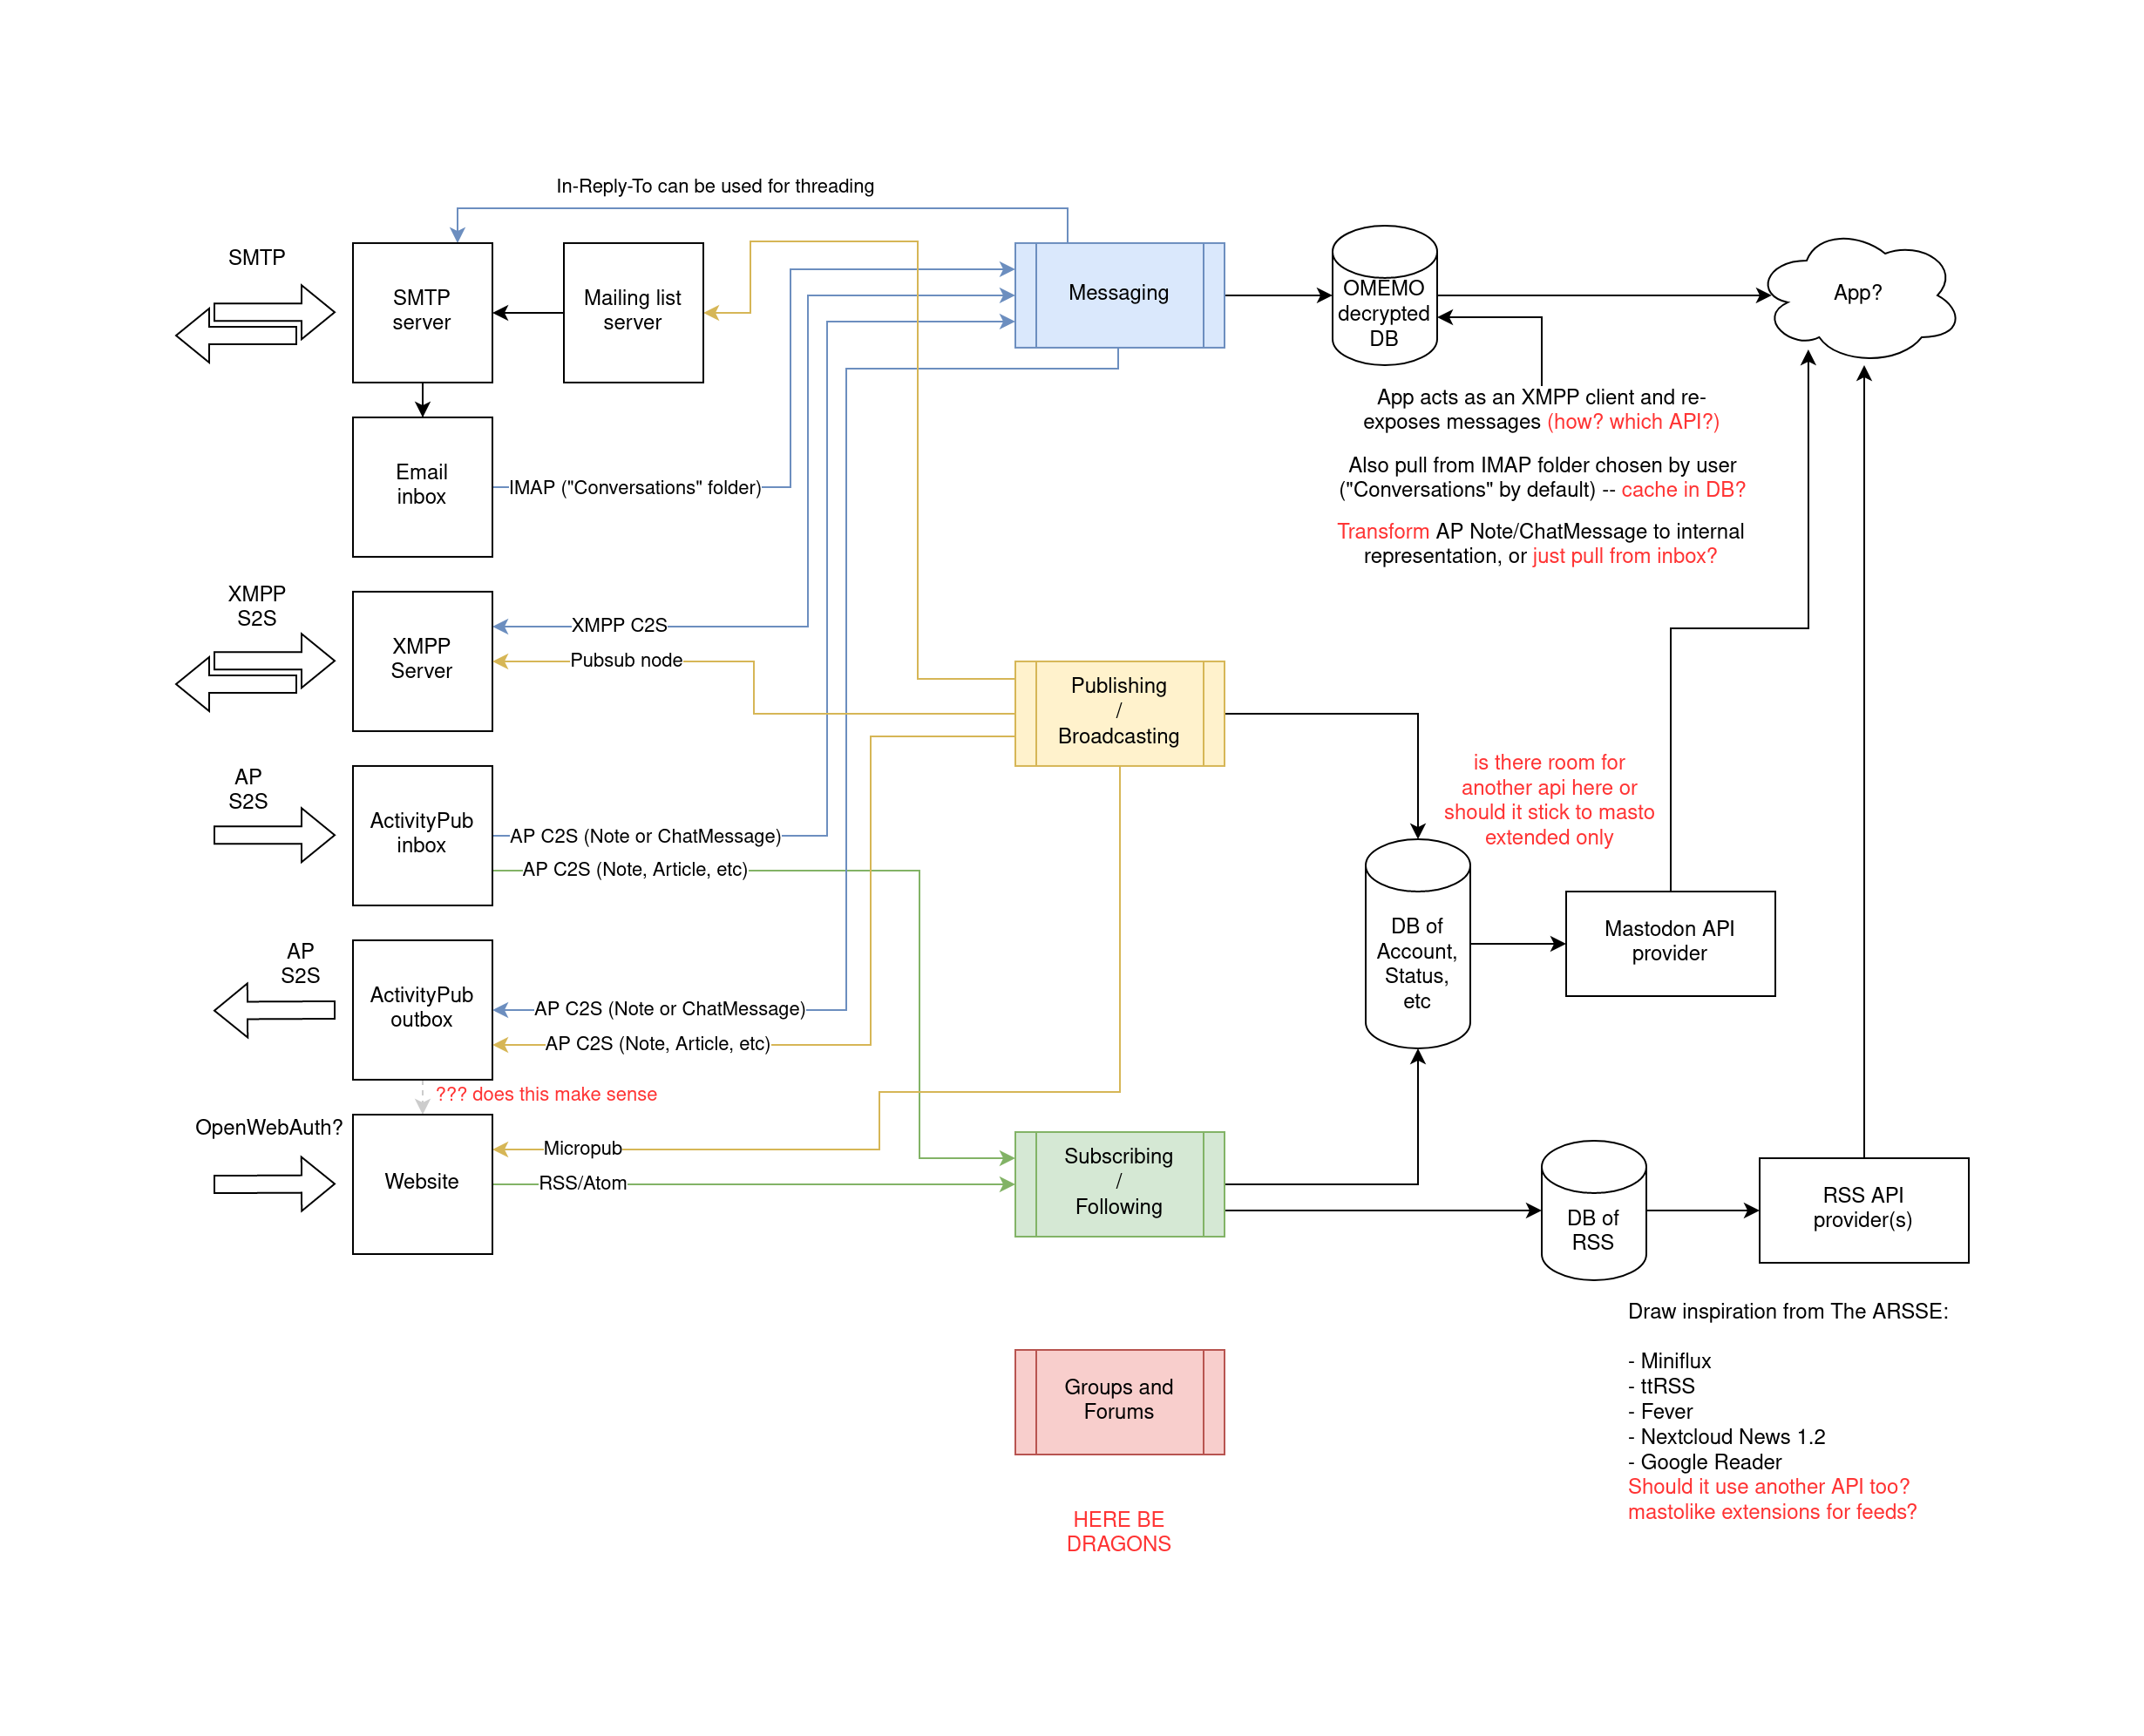 In-Reply-To can be used for threading
SMTP
SMTP
server
Mailing list
server
Messaging
OMEMO
decrypted
DB
App?
App acts as an XMPP client and re-
exposes messages (how? which API?)
Also pull from IMAP folder chosen by user
("Conversations" by default) -- cache in DB?
Transform AP Note/ChatMessage to internal
representation, or just pull from inbox?
Email
inbox
IMAP ("Conversations" folder)
XMPP
S2S
XMPP
Server
XMPP C2S
Pubsub node
Publishing
/
Broadcasting
AP
S2S
ActivityPub
inbox
AP C2S (Note or ChatMessage)
AP C2S (Note, Article, etc)
is there room for
another api here or
should it stick to masto
extended only
DB of
Account,
Status,
etc
Mastodon API
provider
AP
S2S
ActivityPub
outbox
AP C2S (Note or ChatMessage)
AP C2S (Note, Article, etc)
??? does this make sense
OpenWebAuth?
Website
Micropub
RSS/Atom
Subscribing
/
Following
DB of
RSS
RSS API
provider(s)
Draw inspiration from The ARSSE:
- Miniflux
- ttRSS
- Fever
- Nextcloud News 1.2
- Google Reader
Should it use another API too?
mastolike extensions for feeds?
Groups and
Forums
HERE BE
DRAGONS